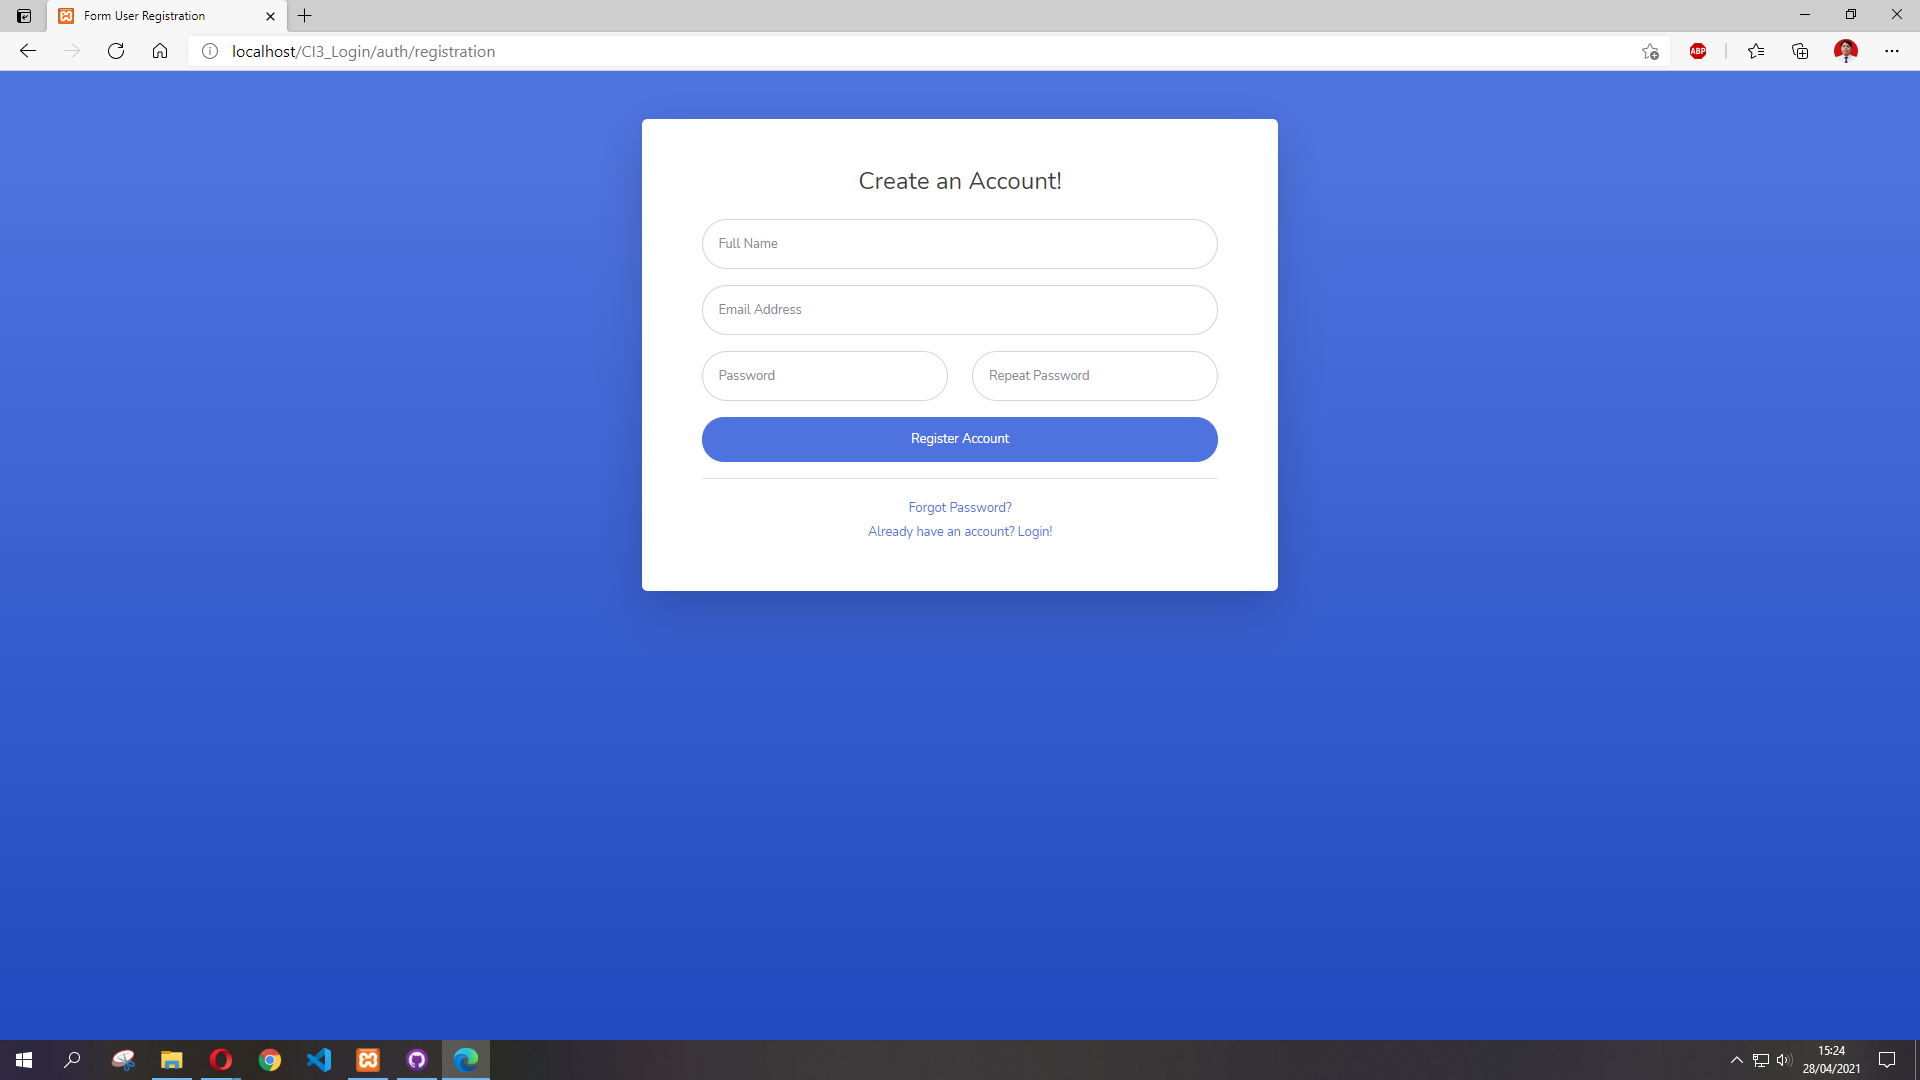 Form User Registration
localhost/CI3_Login/auth/registration
ABP
Create an Account!
Full Name
Email Address
Password
Repeat Password
Register Account
Forgot Password?
Already have an account? Login!
15:24
28/04/2021